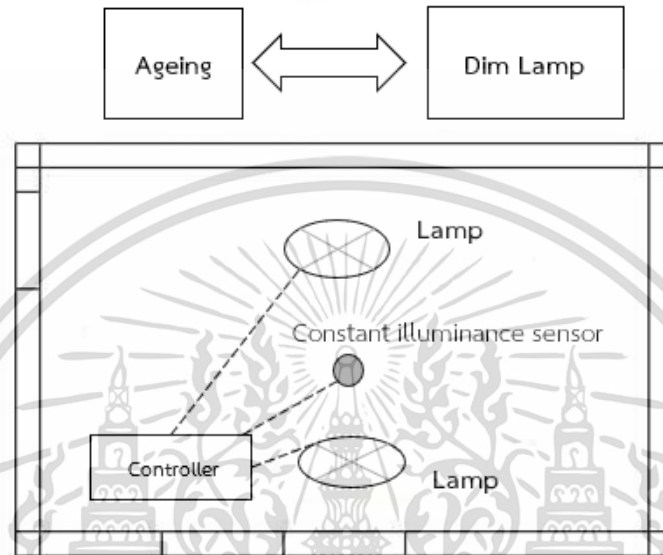 Ageing
Dim Lamp
Lamp
Constant illuminance sensor
Controller
Lamp